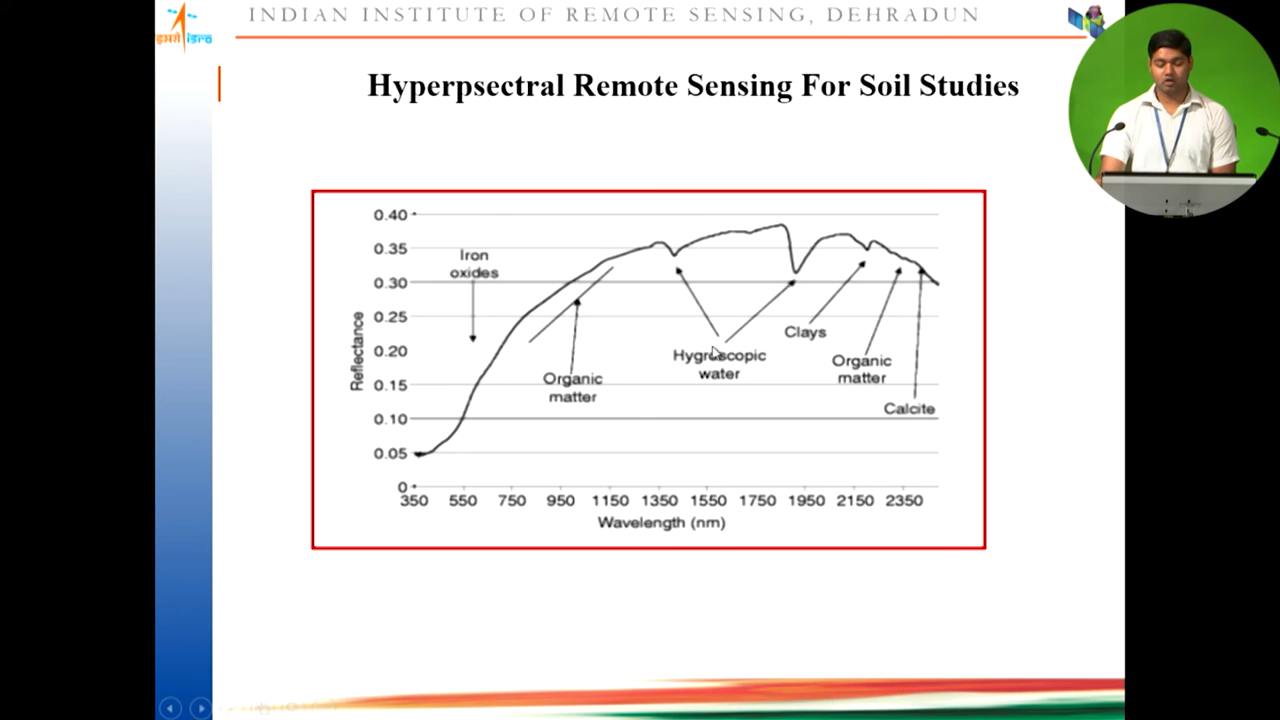 INDIAN INSTITUTE OF REMOTE SENSING, DEHRADUN
इसरो isro
Hyperpsectral Remote Sensing For Soil Studies
0.40
0.35
0.30
0.25
0.20
0.15
0.10
0.05
0
Reflectance
Iron
oxides
Organic
matter
Hygroscopic
water
Clays
Organic
matter
Calcite
350 550 750 950 1150 1350 1550 1750 1950 2150 2350
Wavelength (nm)